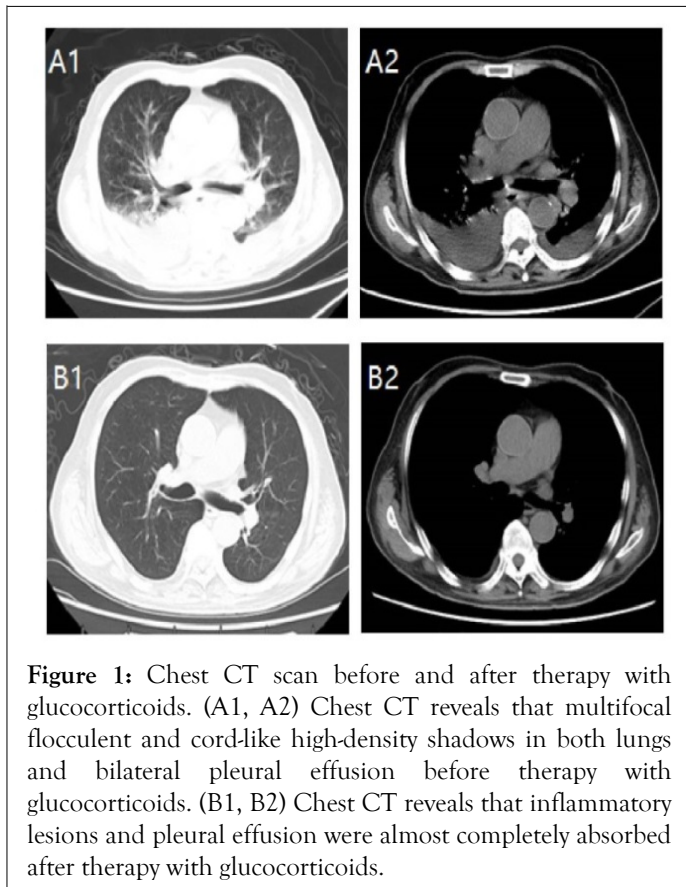 A1
A2
B1
B2
Figure 1: Chest CT scan before and after therapy with
glucocorticoids. (A1, A2) Chest CT reveals that multifocal
flocculent and cord-like high-density shadows in both lungs
and bilateral pleural effusion before therapy with
glucocorticoids. (B1, B2) Chest CT reveals that inflammatory
lesions and pleural effusion were almost completely absorbed
after therapy with glucocorticoids.